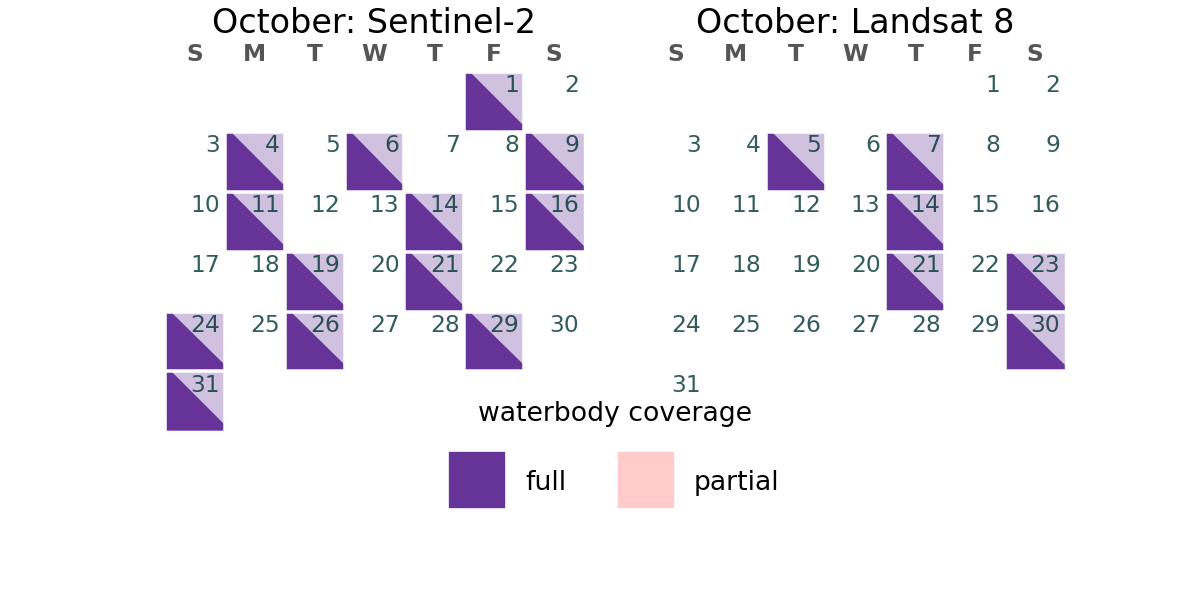 October: Sentinel-2
S M T W T F S
1 2
3 4 5 6 7 8 9
10 11 12 13 14 15 16
17 18 19 20 21 22 23
24 25 26 27 28 29 30
31
October: Landsat 8
S M T W T F S
1 2
3 4 5 6 7 8 9
10 11 12 13 14 15 16
17 18 19 20 21 22 23
24 25 26 27 28 29 30
31
waterbody coverage
full partial